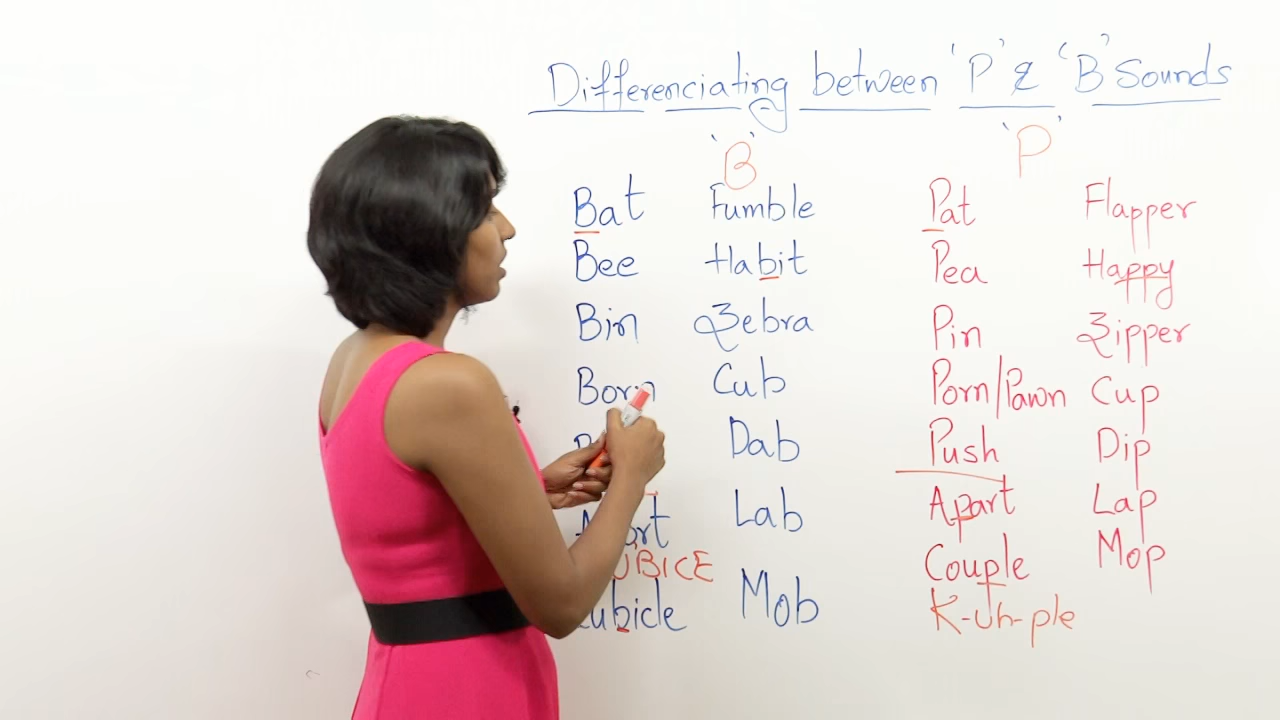 Differenciating between 'P' & 'B' Sounds
'B' 'P'
Bat Fumble Pat Flapper
Bee Habit Pea Happy
Bin Zebra Pin Zipper
Born Cub Porn/Pawn Cup
Dab Push Dip
Lab Apart Lap
Mob Couple Mop
K-uh-ple